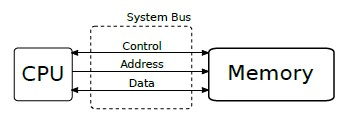 System Bus
Control
CPU
Address
Memory
Data